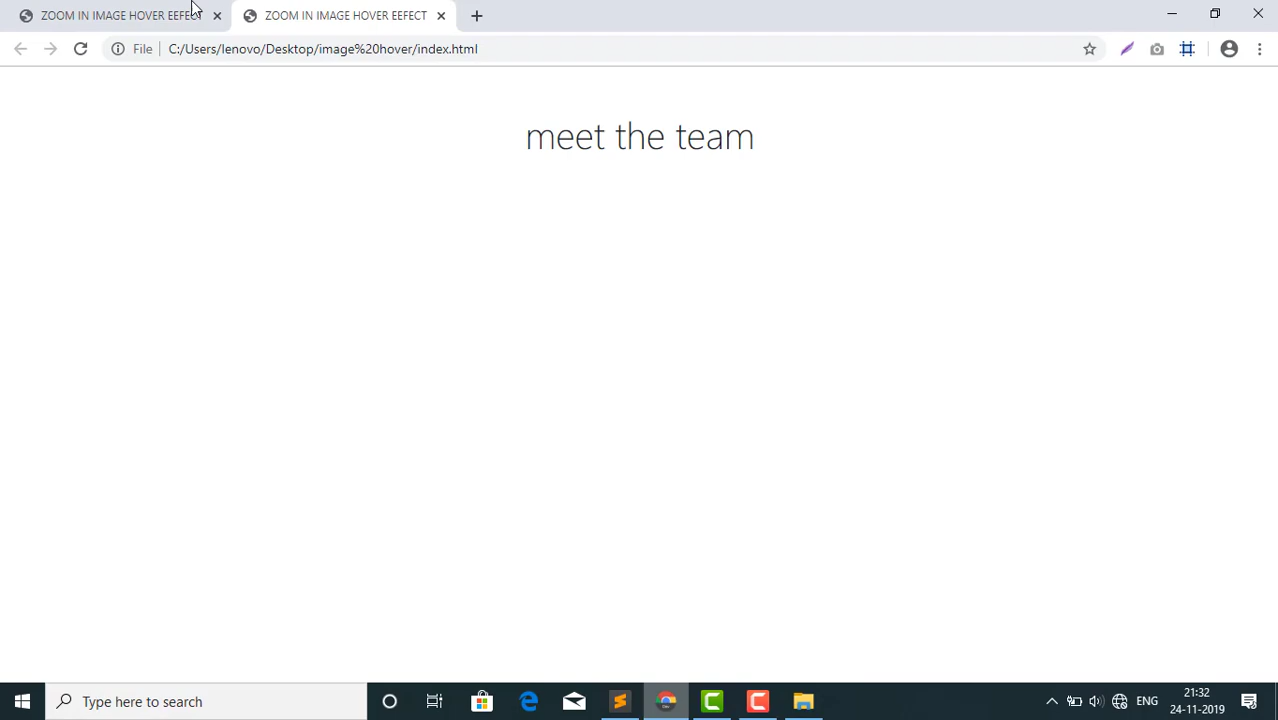 ZOOM IN IMAGE HOVER EEFECT
ZOOM IN IMAGE HOVER EEFECT
File
C:/Users/lenovo/Desktop/image%20hover/index.html
meet the team
Type here to search
ENG
21:32
24-11-2019